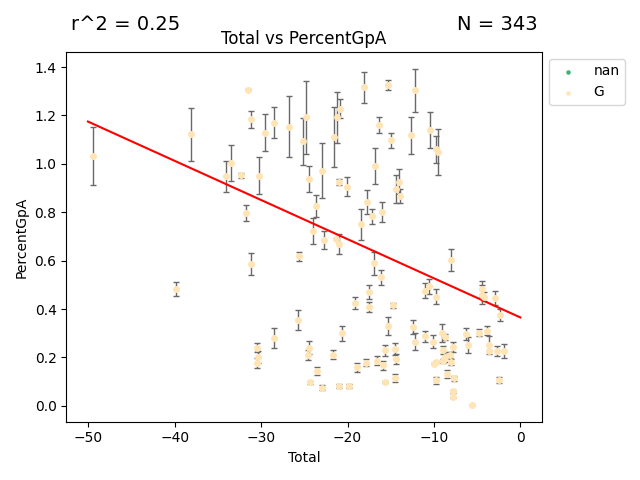 r^2 = 0.25
N = 343
Total vs PercentGpA
nan
G
PercentGpA
1.4
1.2
1.0
0.8
0.6
0.4
0.2
0.0
−50
−40
−30
−20
−10
0
Total